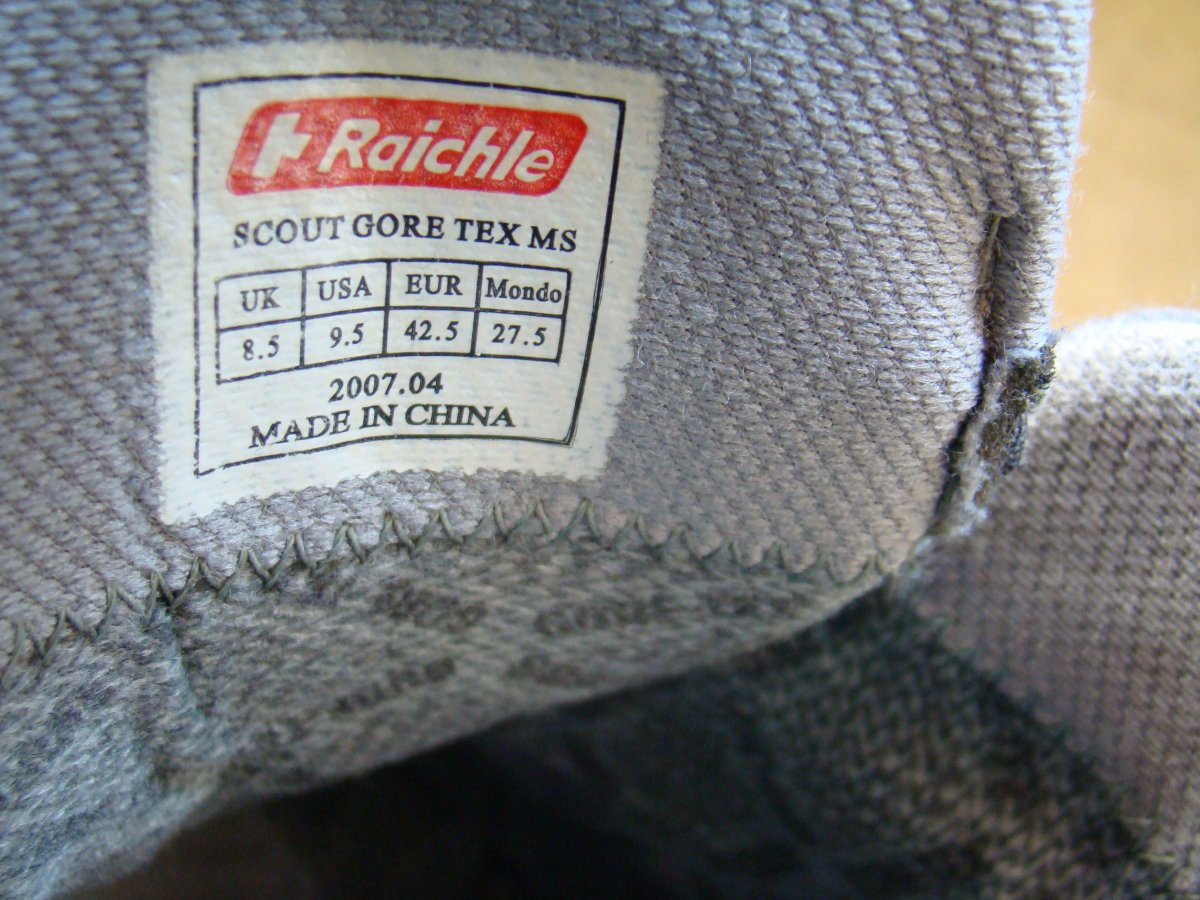 Raichle
SCOUT GORE TEX MS
UK USA EUR Mondo
8.5 9.5 42.5 27.5
2007.04
MADE IN CHINA